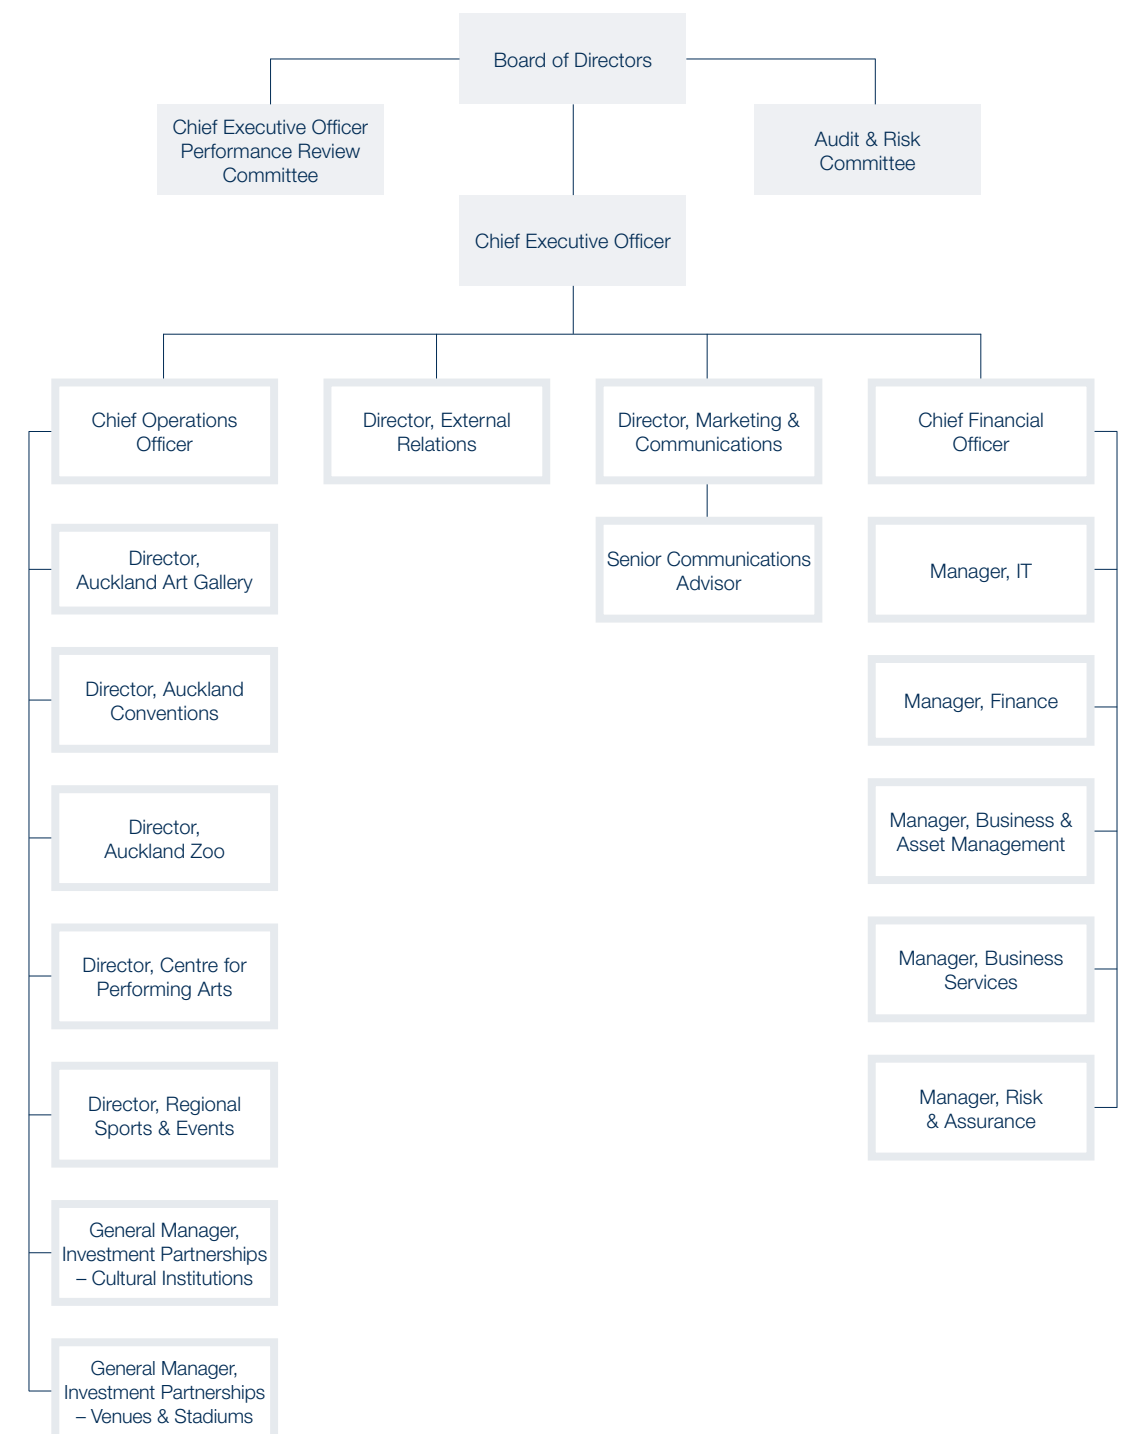 Board of Directors
Chief Executive Officer
Performance Review
Committee
Audit & Risk
Committee
Chief Executive Officer
Chief Operations
Officer
Director, External
Relations
Director, Marketing &
Communications
Chief Financial
Officer
Director,
Auckland Art Gallery
Senior Communications
Advisor
Manager, IT
Director, Auckland
Conventions
Manager, Finance
Director,
Auckland Zoo
Manager, Business &
Asset Management
Director, Centre for
Performing Arts
Manager, Business
Services
Director, Regional
Sports & Events
Manager, Risk
& Assurance
General Manager,
Investment Partnerships
– Cultural Institutions
General Manager,
Investment Partnerships
– Venues & Stadiums